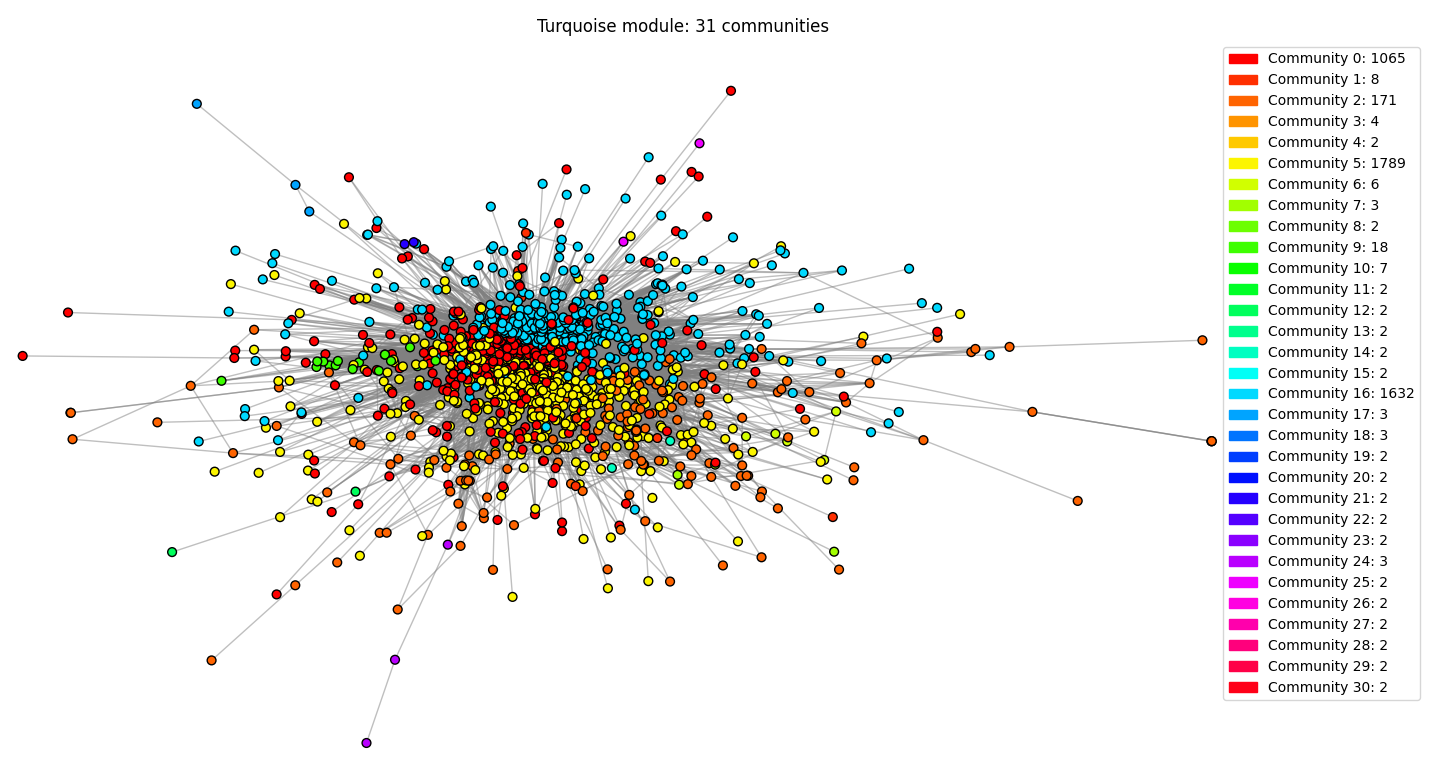 Turquoise module: 31 communities
Community 0: 1065
Community 1: 8
Community 2: 171
Community 3: 4
Community 4: 2
Community 5: 1789
Community 6: 6
Community 7: 3
Community 8: 2
Community 9: 18
Community 10: 7
Community 11: 2
Community 12: 2
Community 13: 2
Community 14: 2
Community 15: 2
Community 16: 1632
Community 17: 3
Community 18: 3
Community 19: 2
Community 20: 2
Community 21: 2
Community 22: 2
Community 23: 2
Community 24: 3
Community 25: 2
Community 26: 2
Community 27: 2
Community 28: 2
Community 29: 2
Community 30: 2